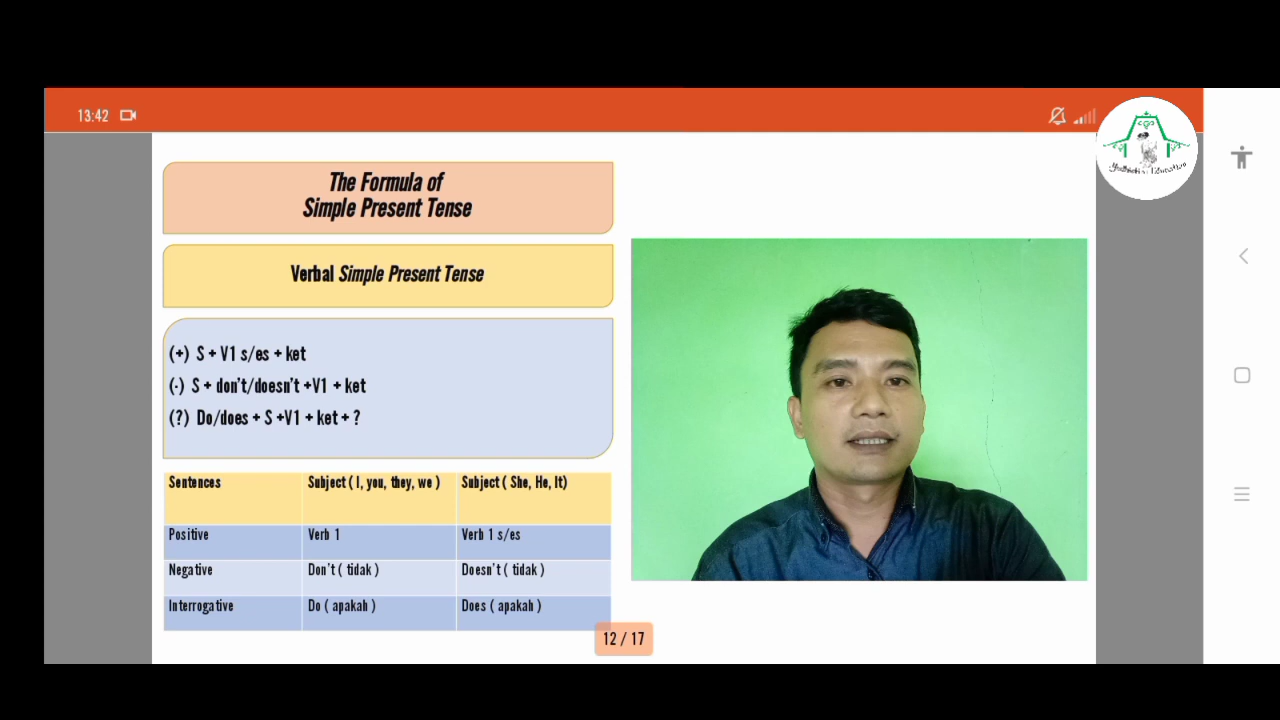 13:42
The Formula of
Simple Present Tense
Verbal Simple Present Tense
(+) S + V1 s/es + ket
(-) S + don't/doesn't +V1 + ket
(?) Do/does + S +V1 + ket + ?
Sentences Subject ( I, you, they, we ) Subject ( She, He, It)
Positive Verb 1 Verb 1 s/es
Negative Don't ( tidak ) Doesn't ( tidak )
Interrogative Do ( apakah ) Does ( apakah )
12 / 17